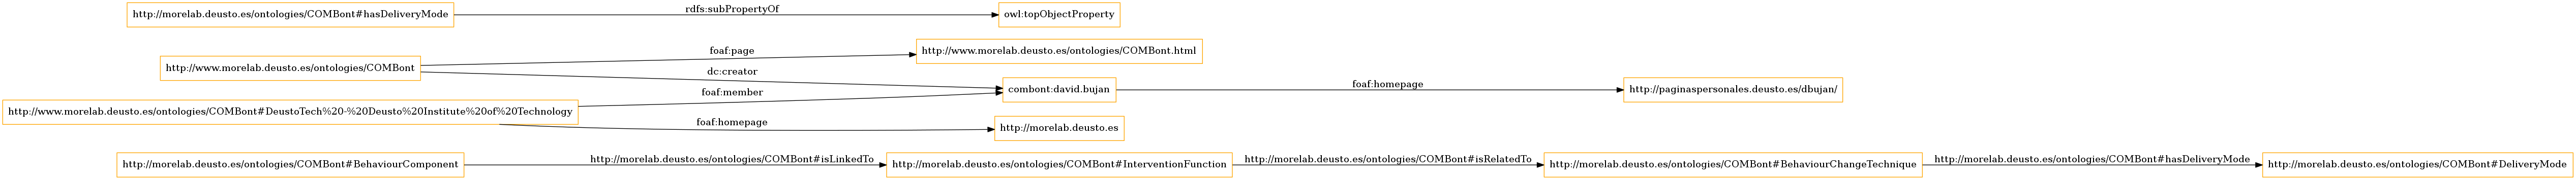 http://morelab.deusto.es/ontologies/COMBont#hasDeliveryMode
rdfs:subPropertyOf
owl:topObjectProperty
http://www.morelab.deusto.es/ontologies/COMBont
foaf:page
http://www.morelab.deusto.es/ontologies/COMBont.html
dc:creator
http://www.morelab.deusto.es/ontologies/COMBont#DeustoTech%20-%20Deusto%20Institute%20of%20Technology
foaf:member
combont:david.bujan
foaf:homepage
http://paginaspersonales.deusto.es/dbujan/
foaf:homepage
http://morelab.deusto.es
http://morelab.deusto.es/ontologies/COMBont#BehaviourComponent
http://morelab.deusto.es/ontologies/COMBont#isLinkedTo
http://morelab.deusto.es/ontologies/COMBont#InterventionFunction
http://morelab.deusto.es/ontologies/COMBont#isRelatedTo
http://morelab.deusto.es/ontologies/COMBont#BehaviourChangeTechnique
http://morelab.deusto.es/ontologies/COMBont#hasDeliveryMode
http://morelab.deusto.es/ontologies/COMBont#DeliveryMode